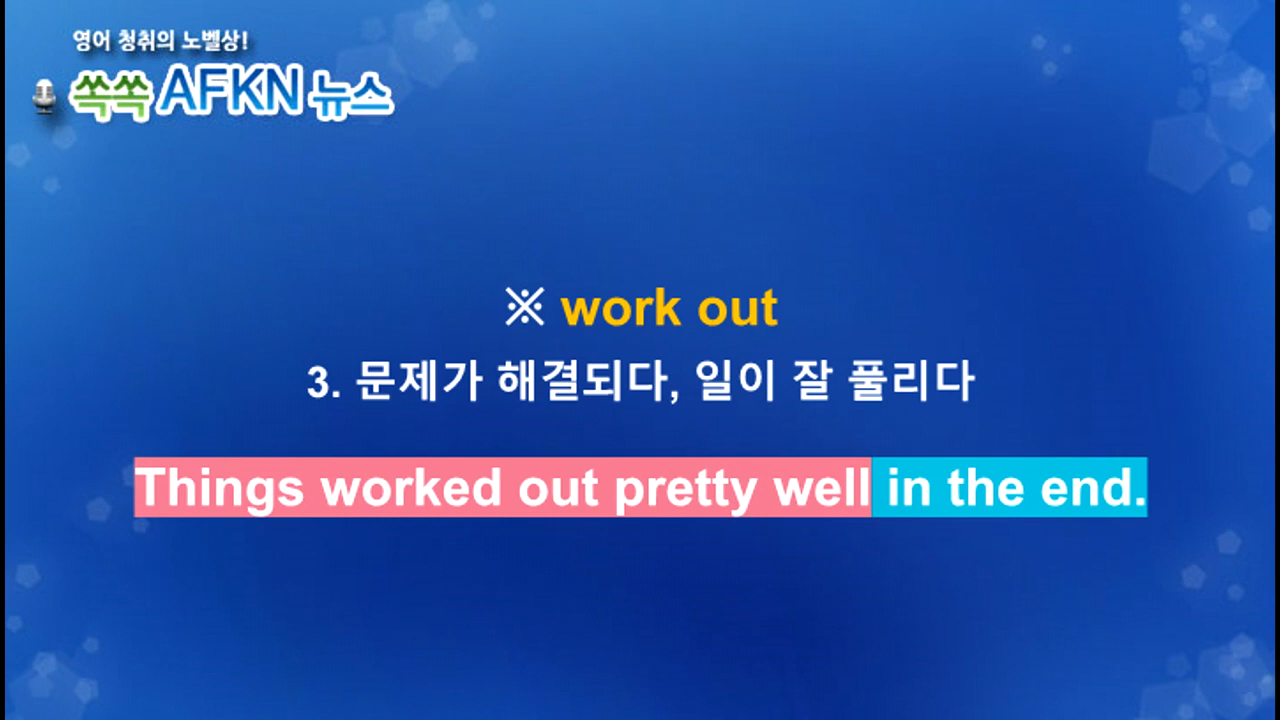 영어 청취의 노벨상!
쏙쏙 AFKN 뉴스
※ work out
3. 문제가 해결되다, 일이 잘 풀리다
Things worked out pretty well in the end.